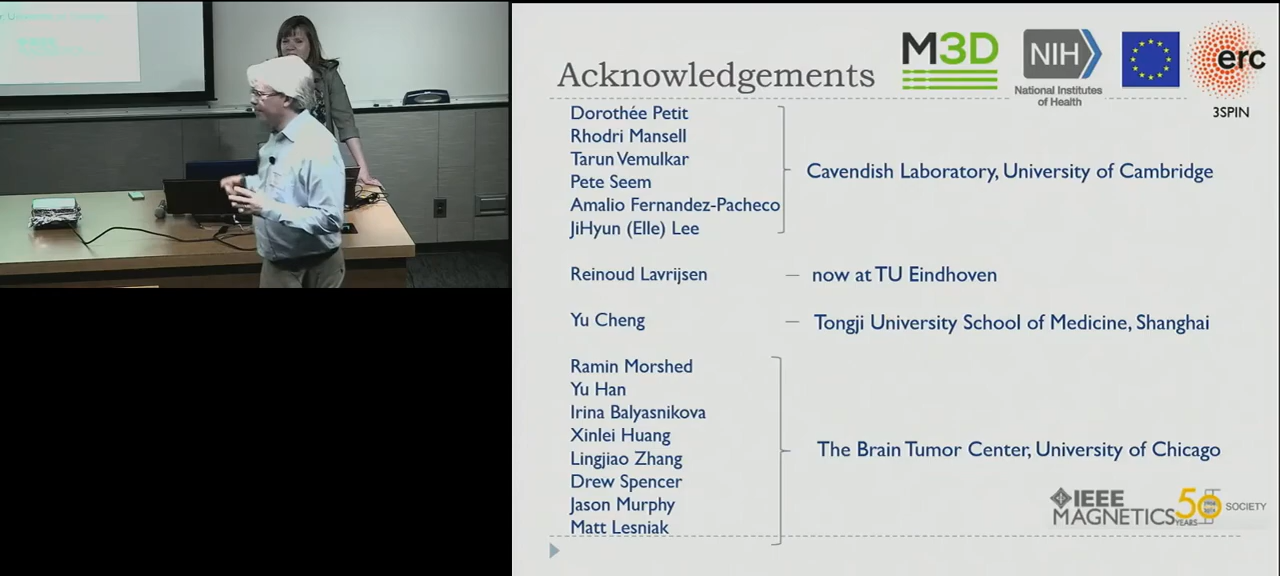 Acknowledgements
M3D
NIH
National Institutes
of Health
erc
3SPIN
Dorothée Petit
Rhodri Mansell
Tarun Vemulkar
Pete Seem
Amalio Fernandez-Pacheco
JiHyun (Elle) Lee
Cavendish Laboratory, University of Cambridge
Reinoud Lavrijsen
— now at TU Eindhoven
Yu Cheng
— Tongji University School of Medicine, Shanghai
Ramin Morshed
Yu Han
Irina Balyasnikova
Xinlei Huang
Lingjiao Zhang
Drew Spencer
Jason Murphy
Matt Lesniak
The Brain Tumor Center, University of Chicago
IEEE
MAGNETICS
50
YEARS
SOCIETY